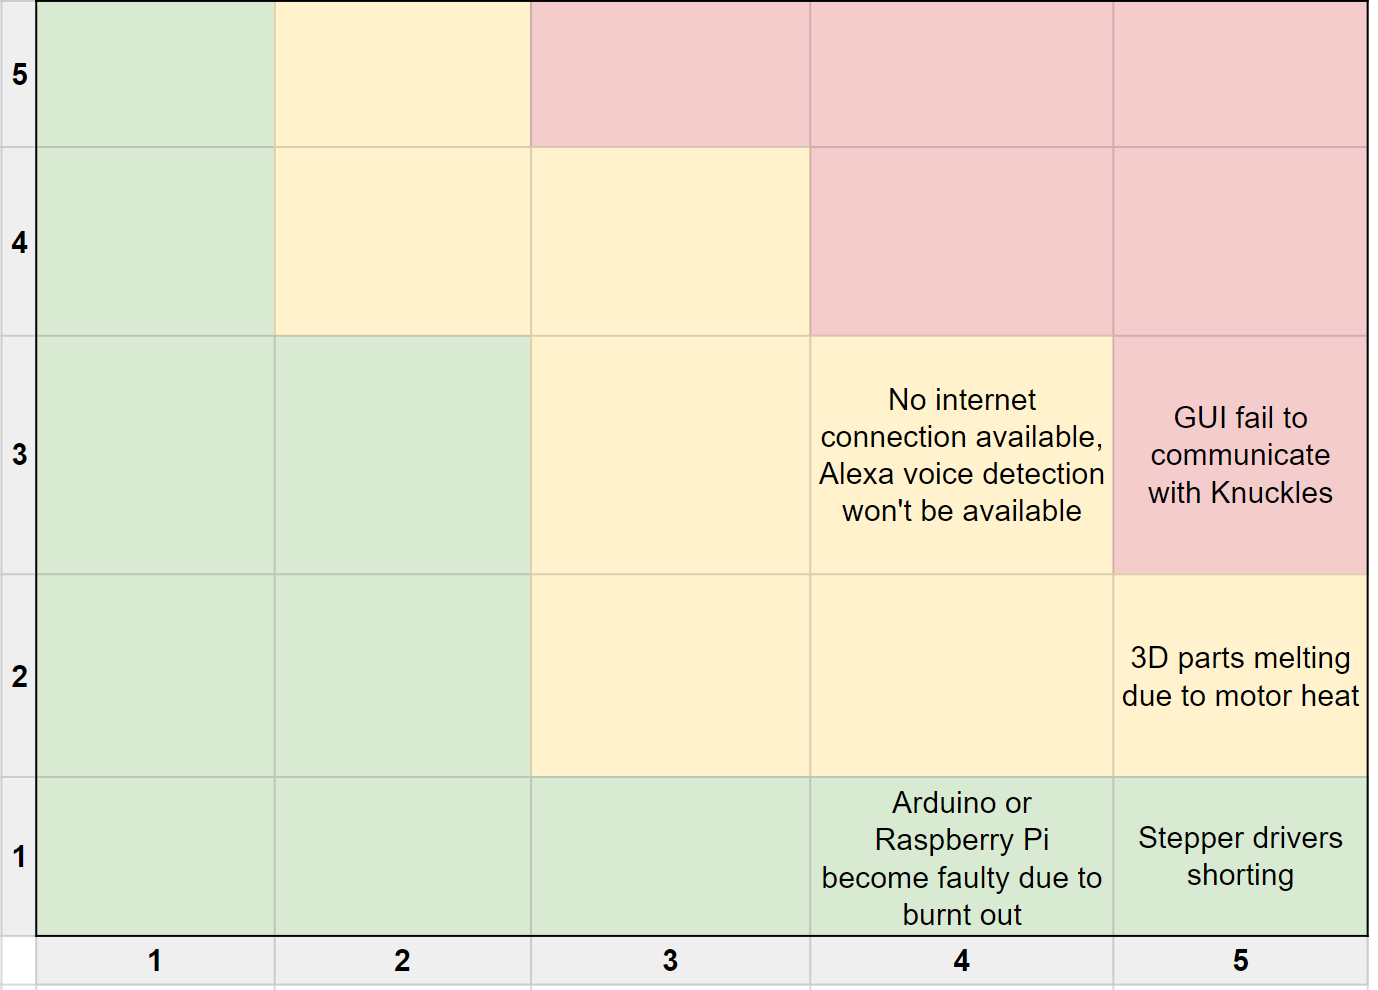 5
4
3
No internet
connection available,
Alexa voice detection
won't be available
GUI fail to
communicate
with Knuckles
2
3D parts melting
due to motor heat
1
Arduino or
Raspberry Pi
become faulty due to
burnt out
Stepper drivers
shorting
1 2 3 4 5